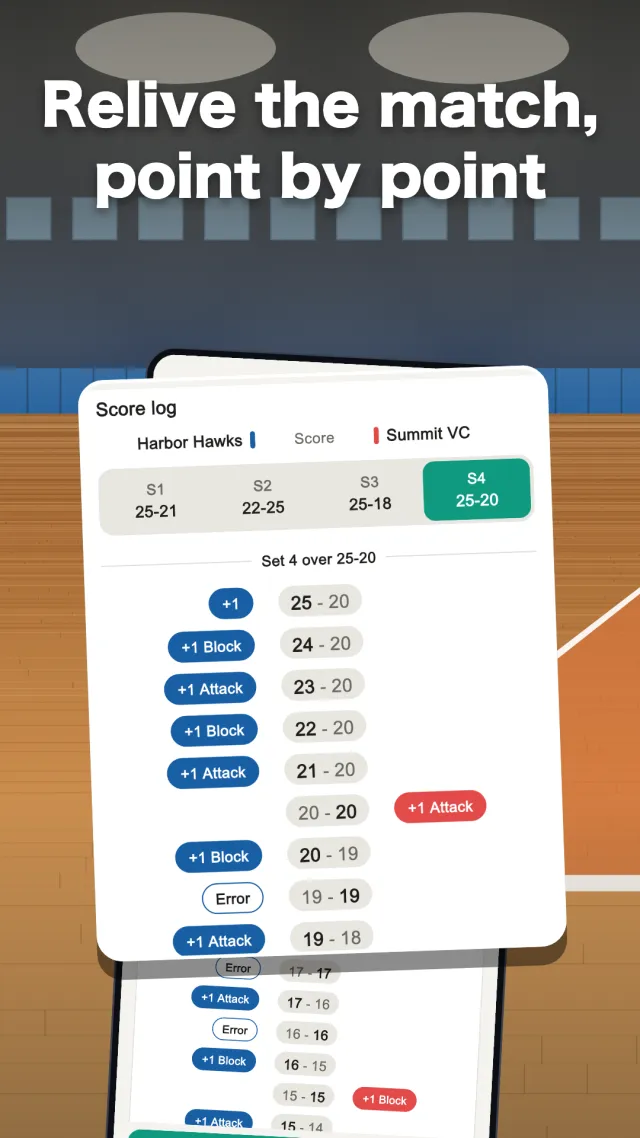 Relive the match,
point by point
Score log
Harbor Hawks Score Summit VC
S1 S2 S3 S4
25-21 22-25 25-18 25-20
Set 4 over 25-20
+1 25 - 20
+1 Block 24 - 20
+1 Attack 23 - 20
+1 Block 22 - 20
+1 Attack 21 - 20
20 - 20 +1 Attack
+1 Block 20 - 19
Error 19 - 19
+1 Attack 19 - 18
Error 17 - 17
+1 Attack 17 - 16
Error 16 - 16
+1 Block 16 - 15
15 - 15 +1 Block
+1 Attack 15 - 14